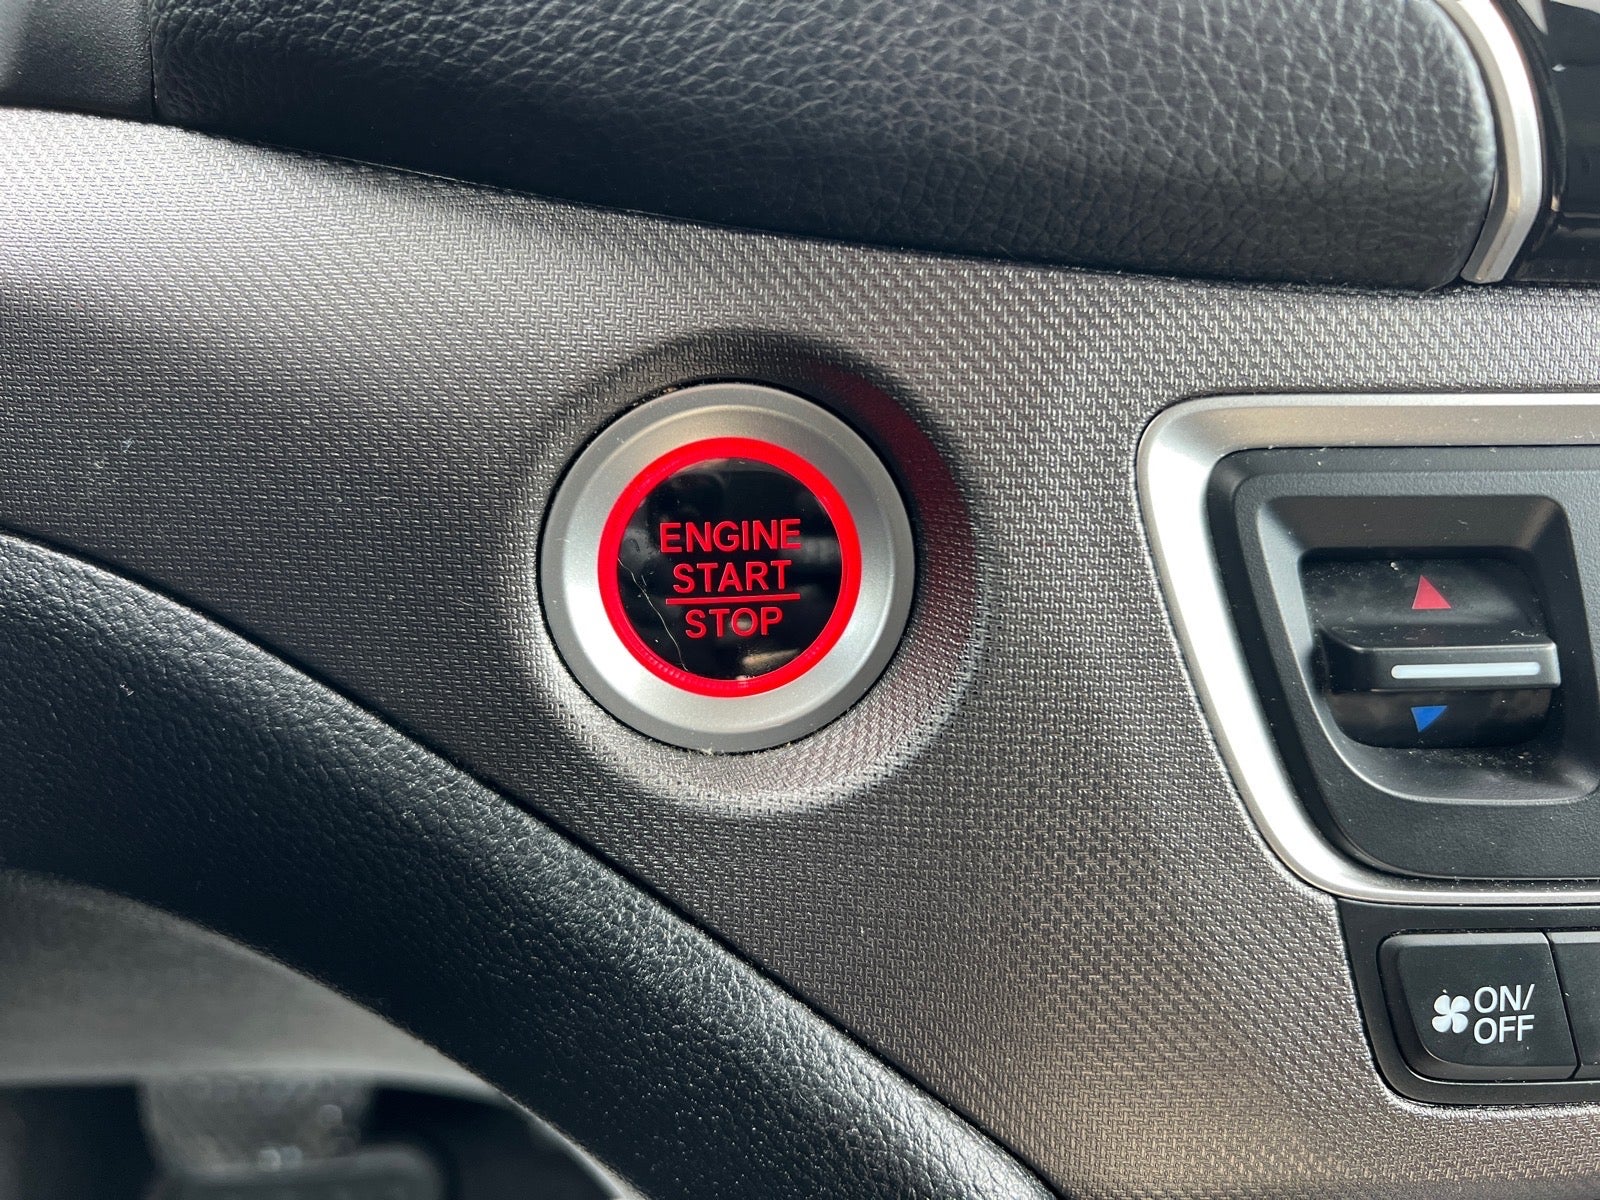 ENGINE
START
STOP
ON/
OFF